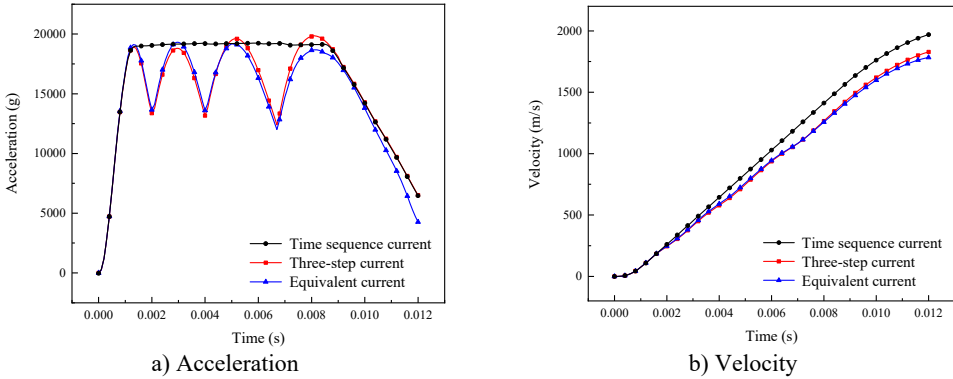 20000
15000
10000
5000
0
Acceleration (g)
Time sequence current
Three-step current
Equivalent current
0.000 0.002 0.004 0.006 0.008 0.010 0.012
Time (s)
a) Acceleration
2000
1500
1000
500
0
Velocity (m/s)
Time sequence current
Three-step current
Equivalent current
0.000 0.002 0.004 0.006 0.008 0.010 0.012
Time (s)
b) Velocity